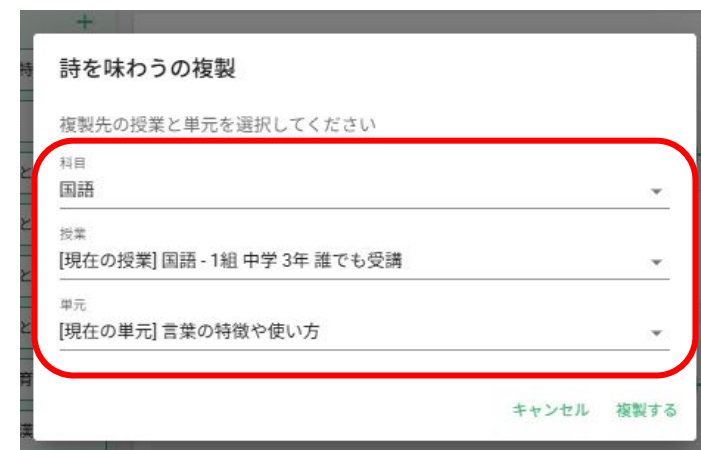 詩を味わうの複製
複製先の授業と単元を選択してください
科目
国語
授業
[現在の授業] 国語 - 1組 中学 3年 誰でも受講
単元
[現在の単元] 言葉の特徴や使い方
キャンセル 複製する